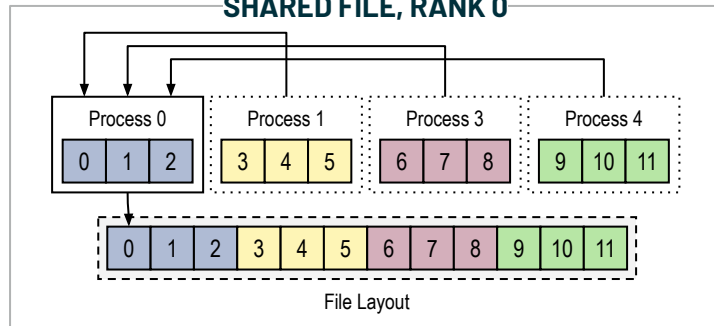 SHARED FILE, RANK 0
Process 0 Process 1 Process 3 Process 4
0 1 2 3 4 5 6 7 8 9 10 11
0 1 2 3 4 5 6 7 8 9 10 11
File Layout